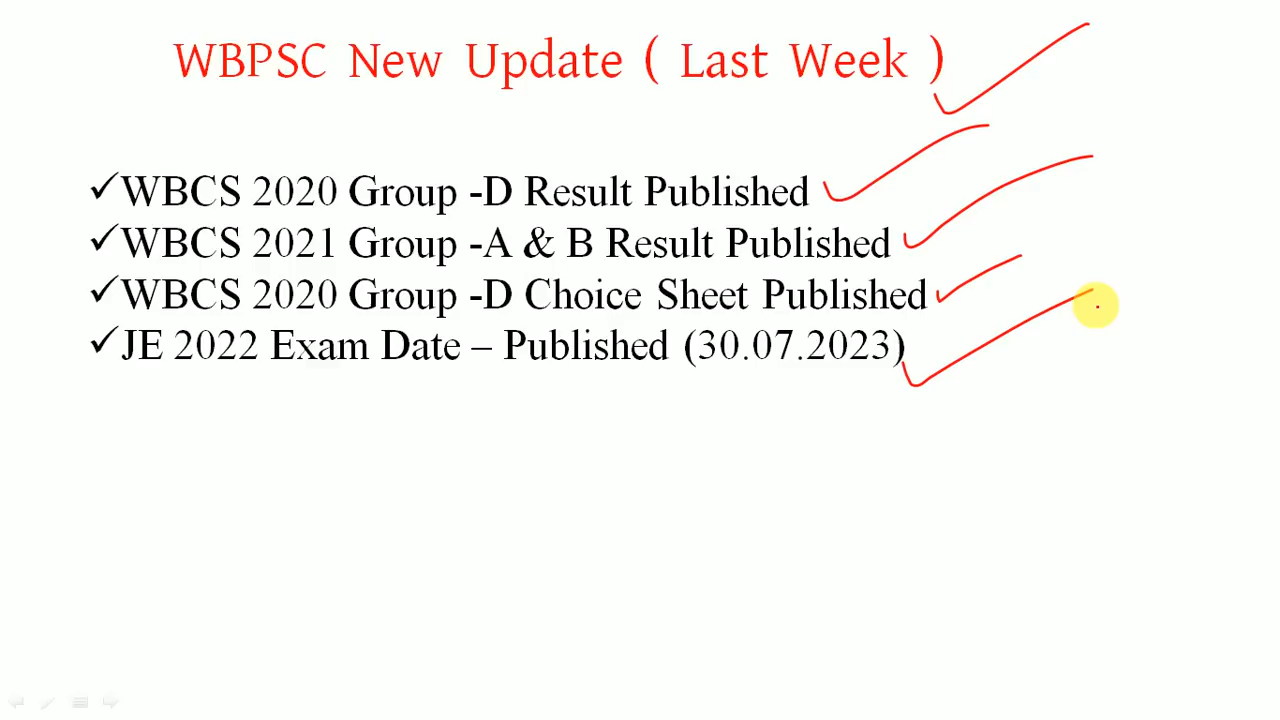 WBPSC New Update ( Last Week )
✓WBCS 2020 Group -D Result Published
✓WBCS 2021 Group -A & B Result Published
✓WBCS 2020 Group -D Choice Sheet Published
✓JE 2022 Exam Date – Published (30.07.2023)